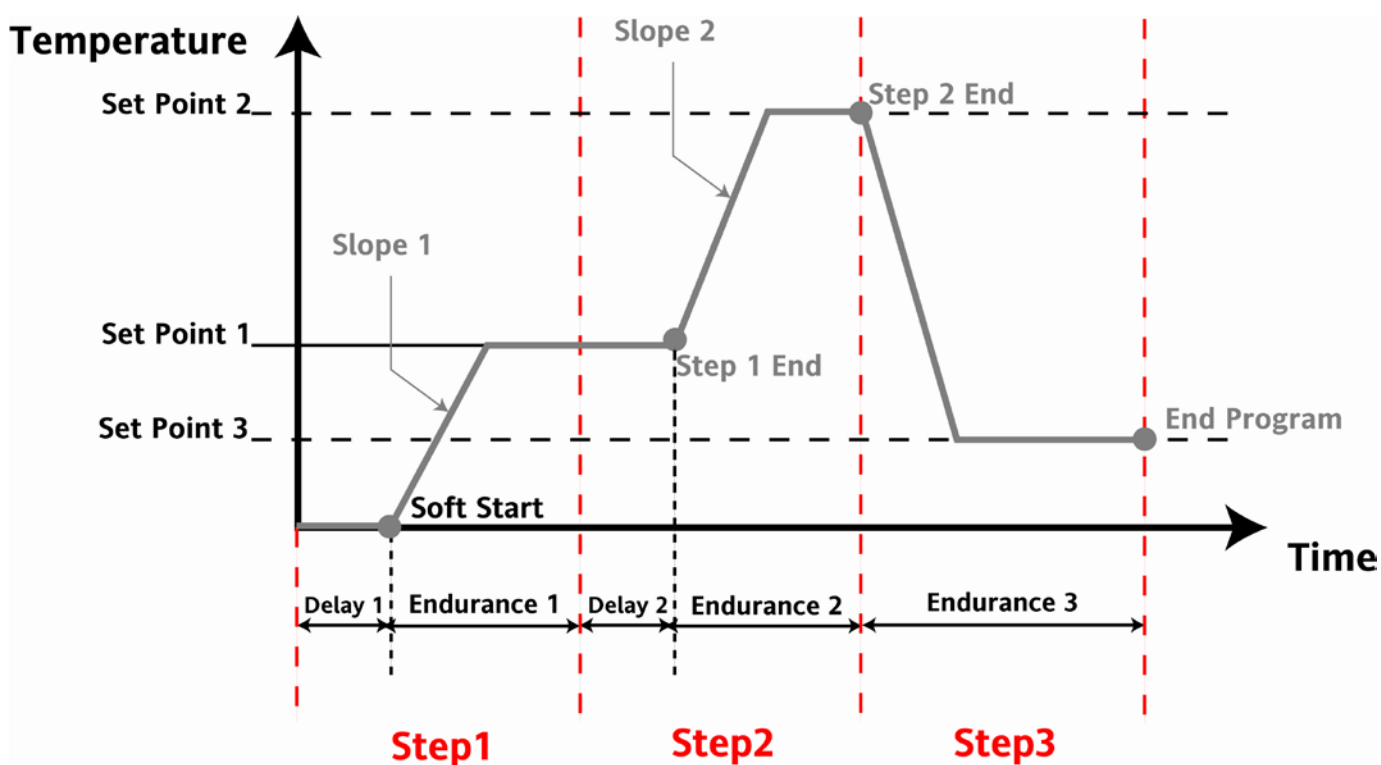 Temperature
Slope 2
Set Point 2
Step 2 End
Slope 1
Set Point 1
Step 1 End
Set Point 3
End Program
Soft Start
Time
Delay 1
Endurance 1
Delay 2
Endurance 2
Endurance 3
Step1
Step2
Step3